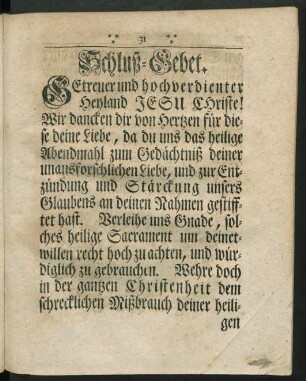 31
Schluß-Gebet.
GEtreuer und hochverdienter
Heyland JESU CHriste!
Wir dancken dir von Hertzen für die-
se deine Liebe, da du uns das heilige
Abendmahl zum Gedächtniß deiner
unausforschlichen Liebe, und zur Ent-
zündung und Stärckung unsers
Glaubens an deinen Nahmen gestiff-
tet hast. Verleihe uns Gnade, sol-
ches heilige Sacrament um deinet-
willen recht hoch zu achten, und wür-
diglich zu gebrauchen. Wehre doch
in der gantzen Christenheit dem
schrecklichen Mißbrauch deiner heili-
gen